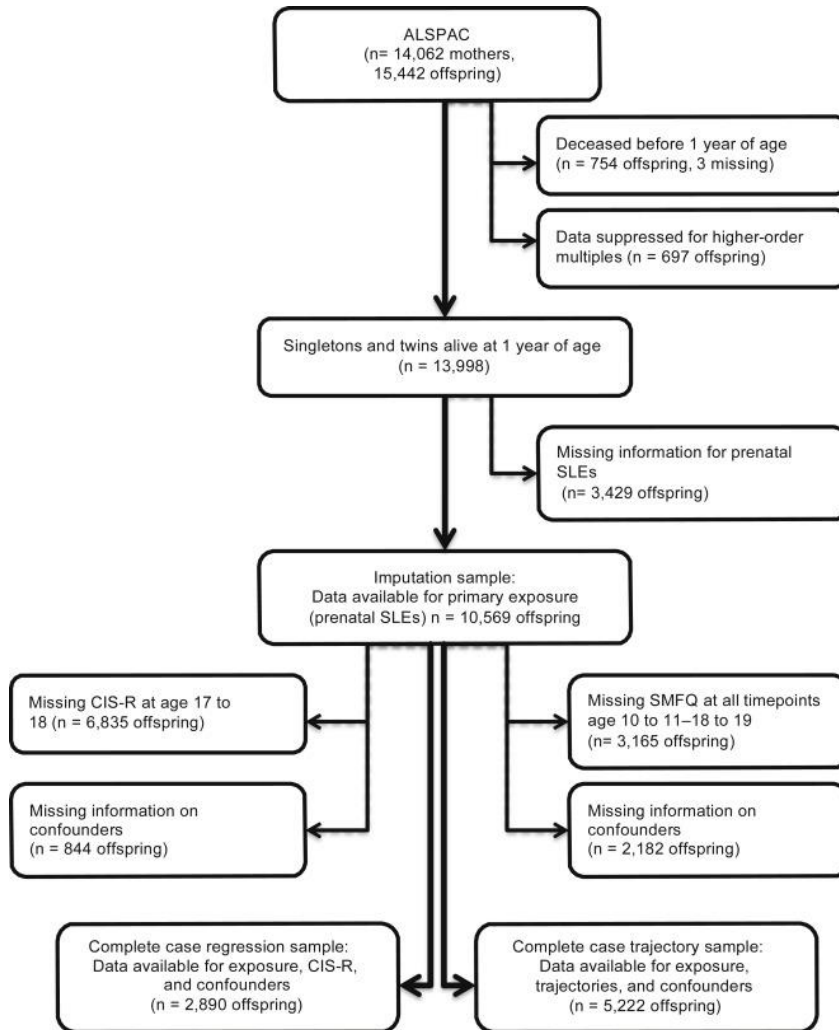 ALSPAC
(n= 14,062 mothers,
15,442 offspring)
Deceased before 1 year of age
(n = 754 offspring, 3 missing)
Data suppressed for higher-order
multiples (n = 697 offspring)
Singletons and twins alive at 1 year of age
(n = 13,998)
Missing information for prenatal
SLEs
(n= 3,429 offspring)
Imputation sample:
Data available for primary exposure
(prenatal SLEs) n = 10,569 offspring
Missing CIS-R at age 17 to
18 (n = 6,835 offspring)
Missing SMFQ at all timepoints
age 10 to 11–18 to 19
(n= 3,165 offspring)
Missing information on
confounders
(n = 844 offspring)
Missing information on
confounders
(n = 2,182 offspring)
Complete case regression sample:
Data available for exposure, CIS-R,
and confounders
(n = 2,890 offspring)
Complete case trajectory sample:
Data available for exposure,
trajectories, and confounders
(n = 5,222 offspring)